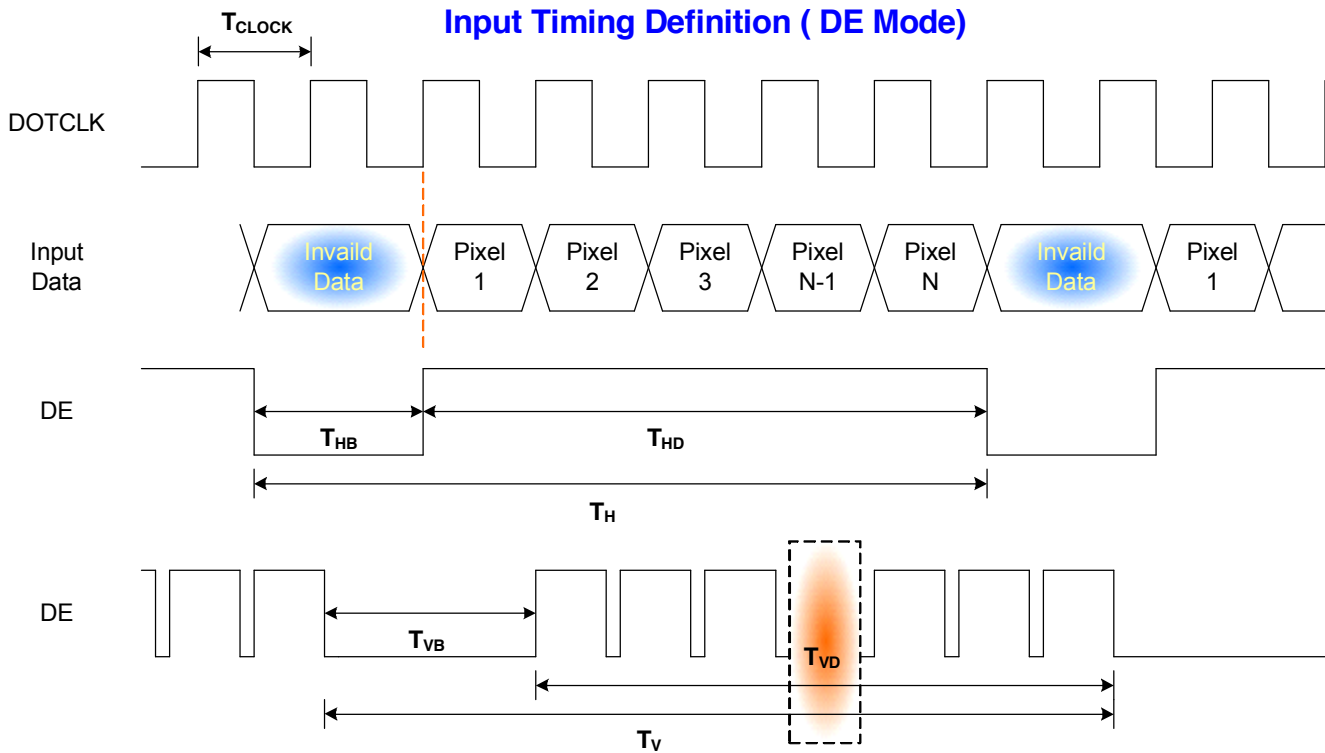 Input Timing Definition ( DE Mode)
TCLOCK
DOTCLK
Input
Data
Invaild
Data
Pixel
1
Pixel
2
Pixel
3
Pixel
N-1
Pixel
N
Invaild
Data
Pixel
1
DE
THB
THD
TH
DE
TVB
TVD
TV